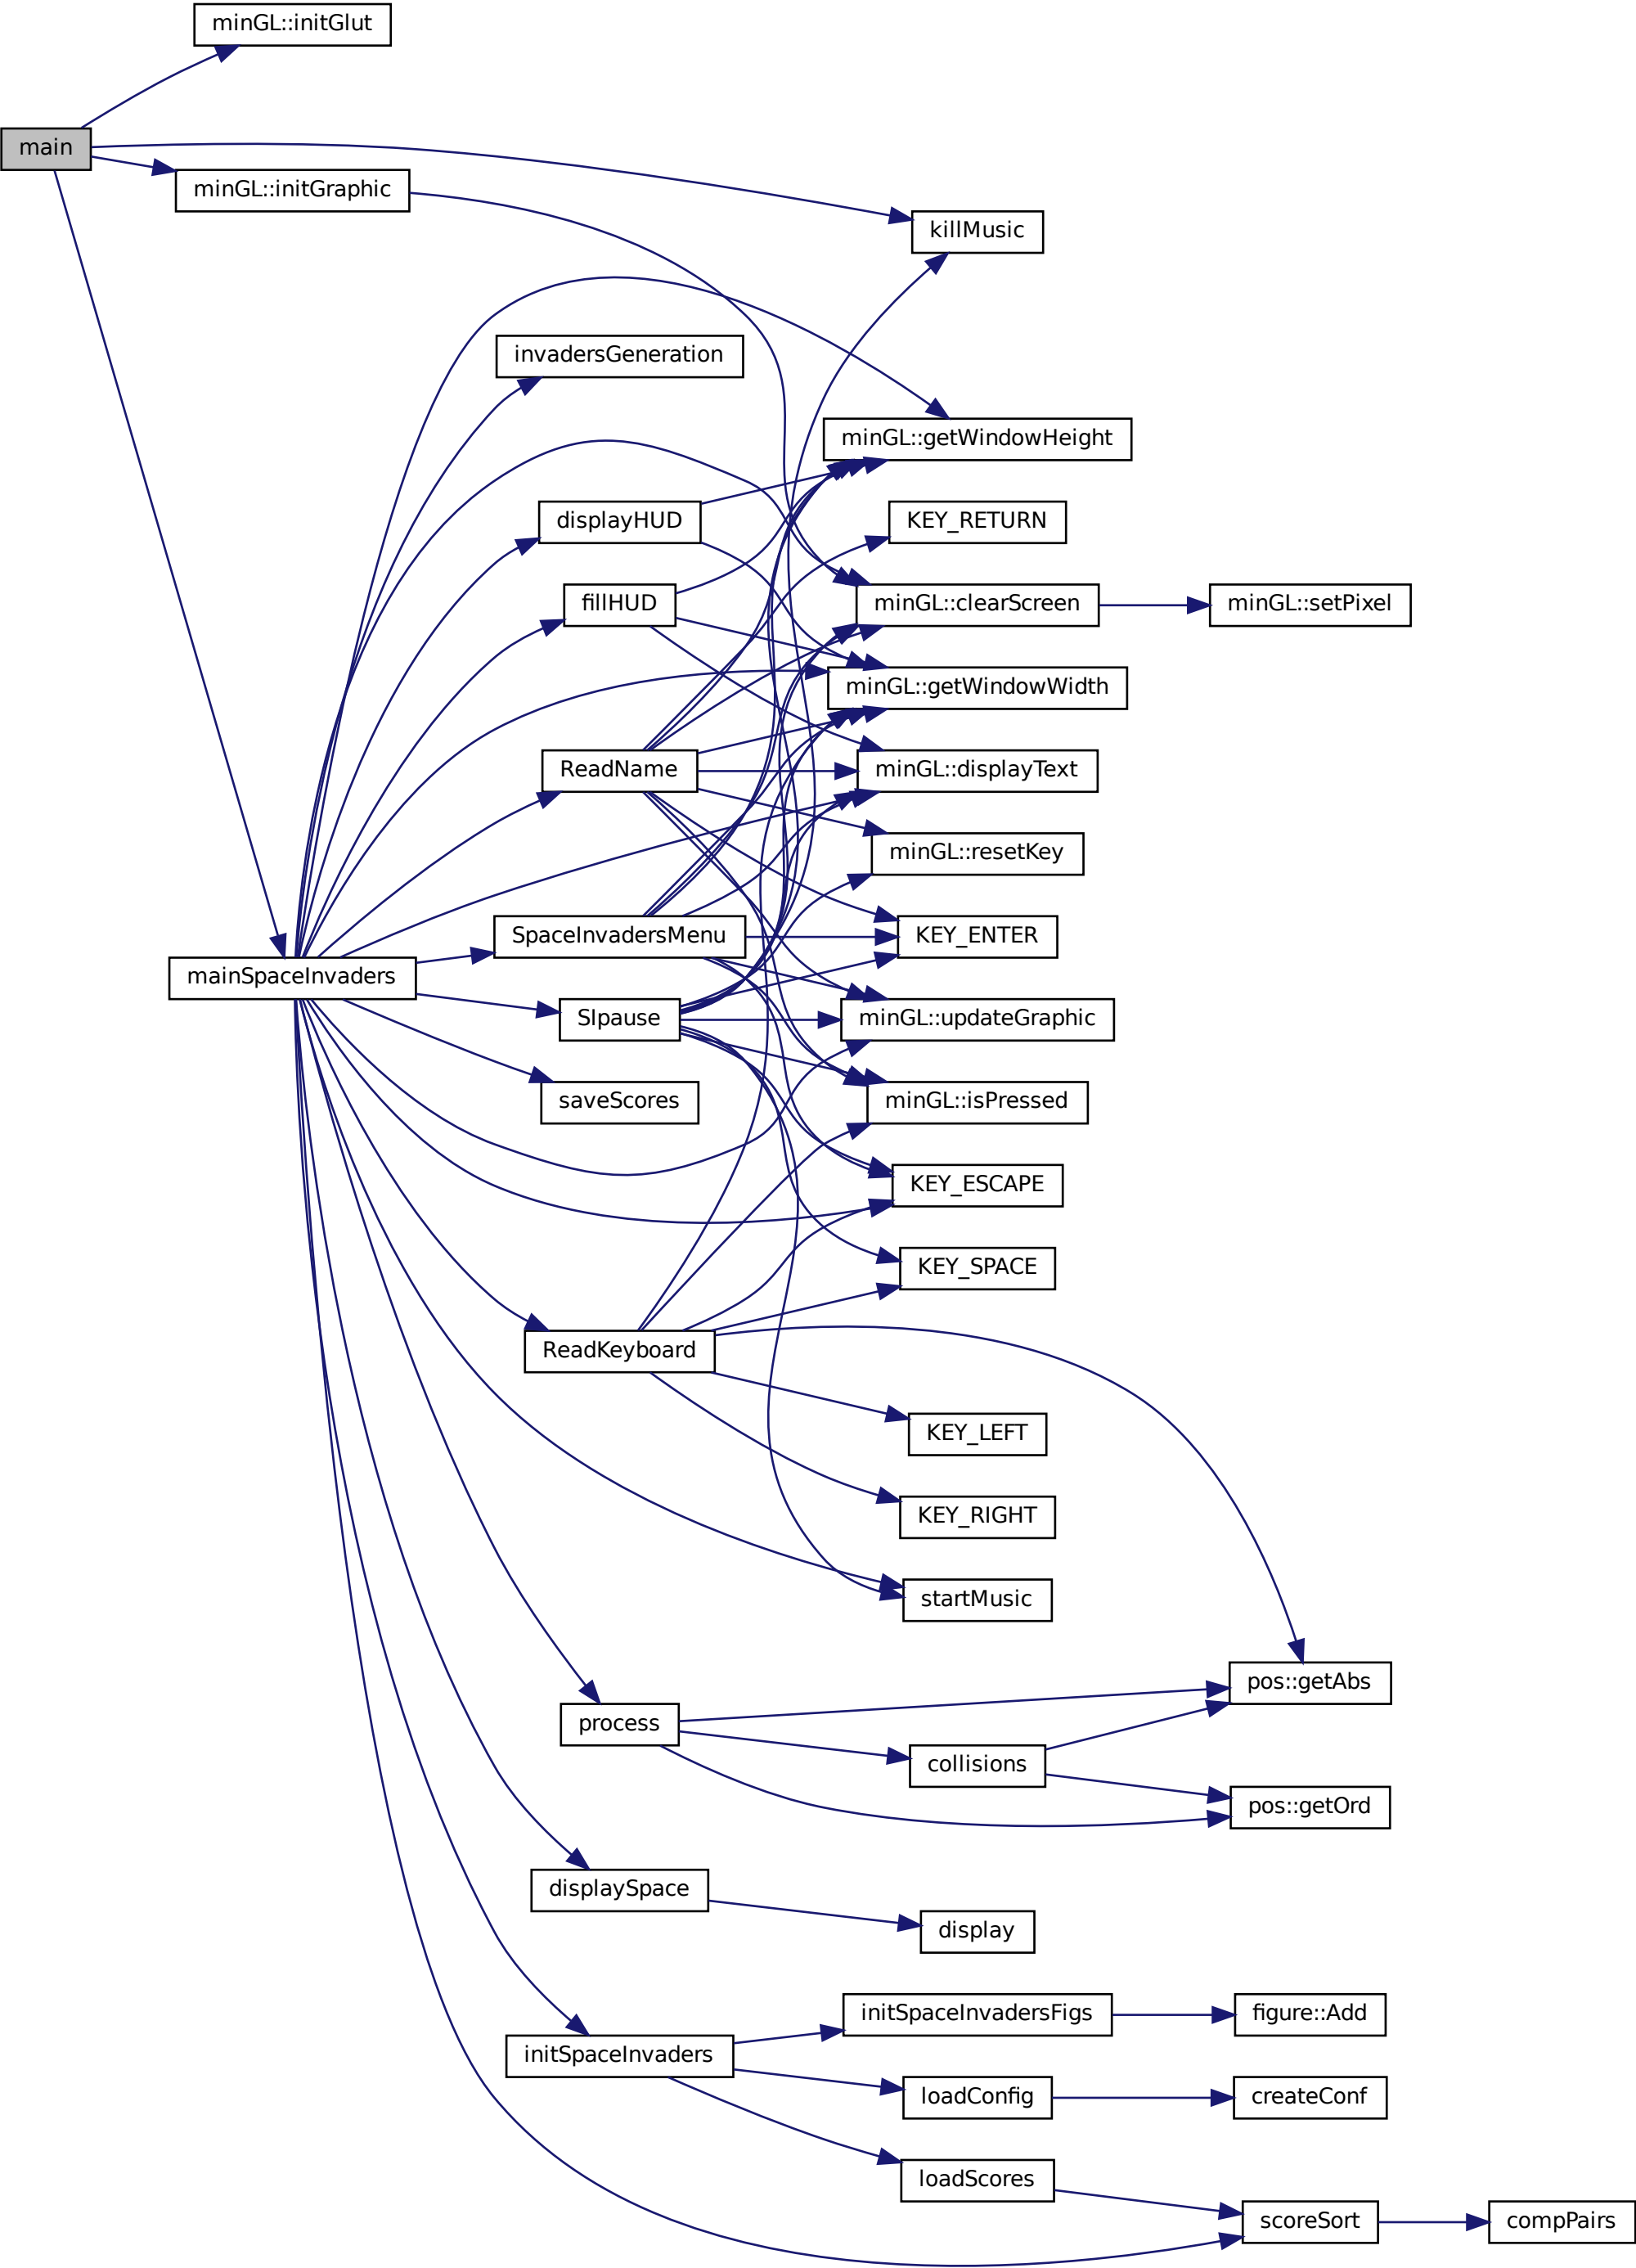 minGL::initGlut
main
minGL::initGraphic
killMusic
invadersGeneration
minGL::getWindowHeight
displayHUD
KEY_RETURN
fillHUD
minGL::clearScreen
minGL::setPixel
minGL::getWindowWidth
ReadName
minGL::displayText
minGL::resetKey
SpaceInvadersMenu
KEY_ENTER
mainSpaceInvaders
SIpause
minGL::updateGraphic
saveScores
minGL::isPressed
KEY_ESCAPE
KEY_SPACE
ReadKeyboard
KEY_LEFT
KEY_RIGHT
startMusic
pos::getAbs
process
collisions
pos::getOrd
displaySpace
display
initSpaceInvadersFigs
figure::Add
initSpaceInvaders
loadConfig
createConf
loadScores
scoreSort
compPairs